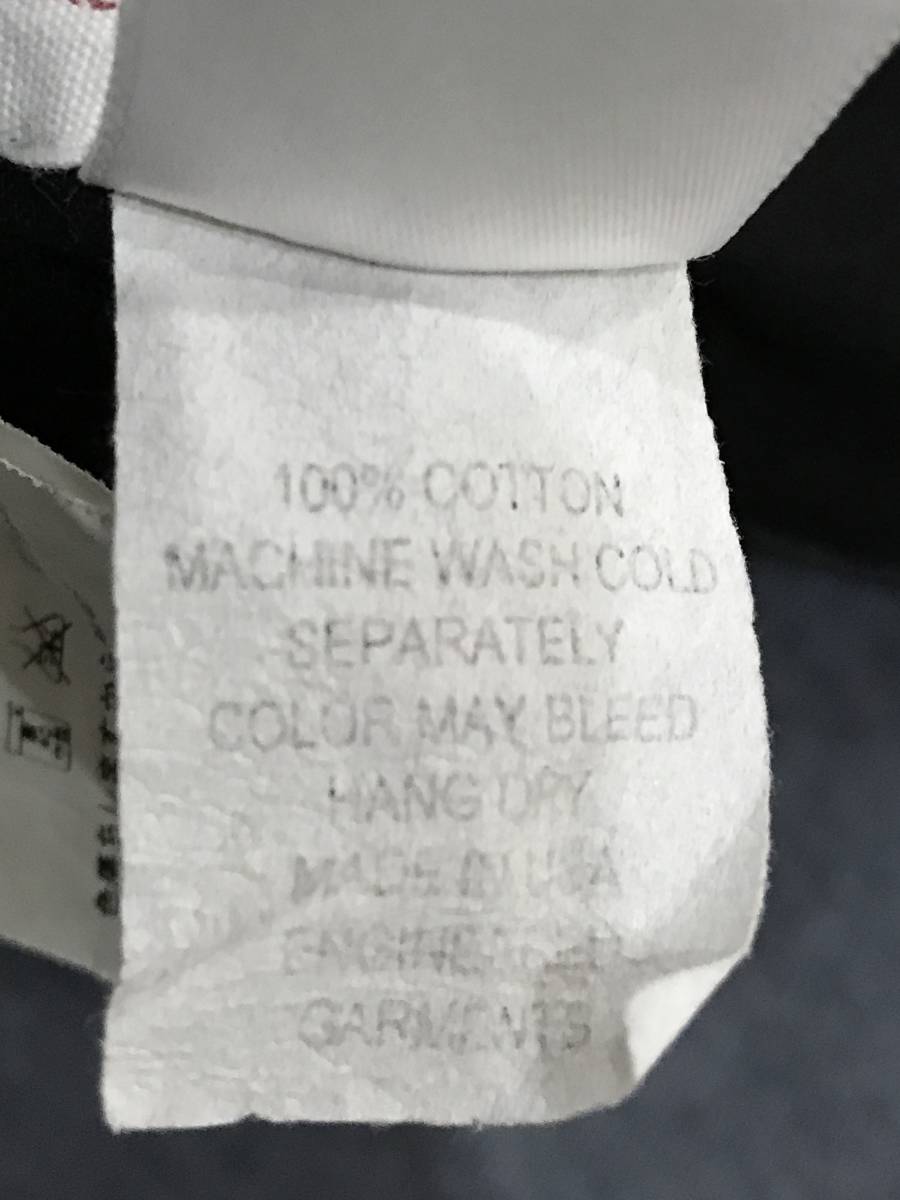 100% COTTON
MACHINE WASH COLD
SEPARATELY
COLOR MAY BLEED
HANG DRY
MADE IN USA
ENGINEERED
GARMENTS